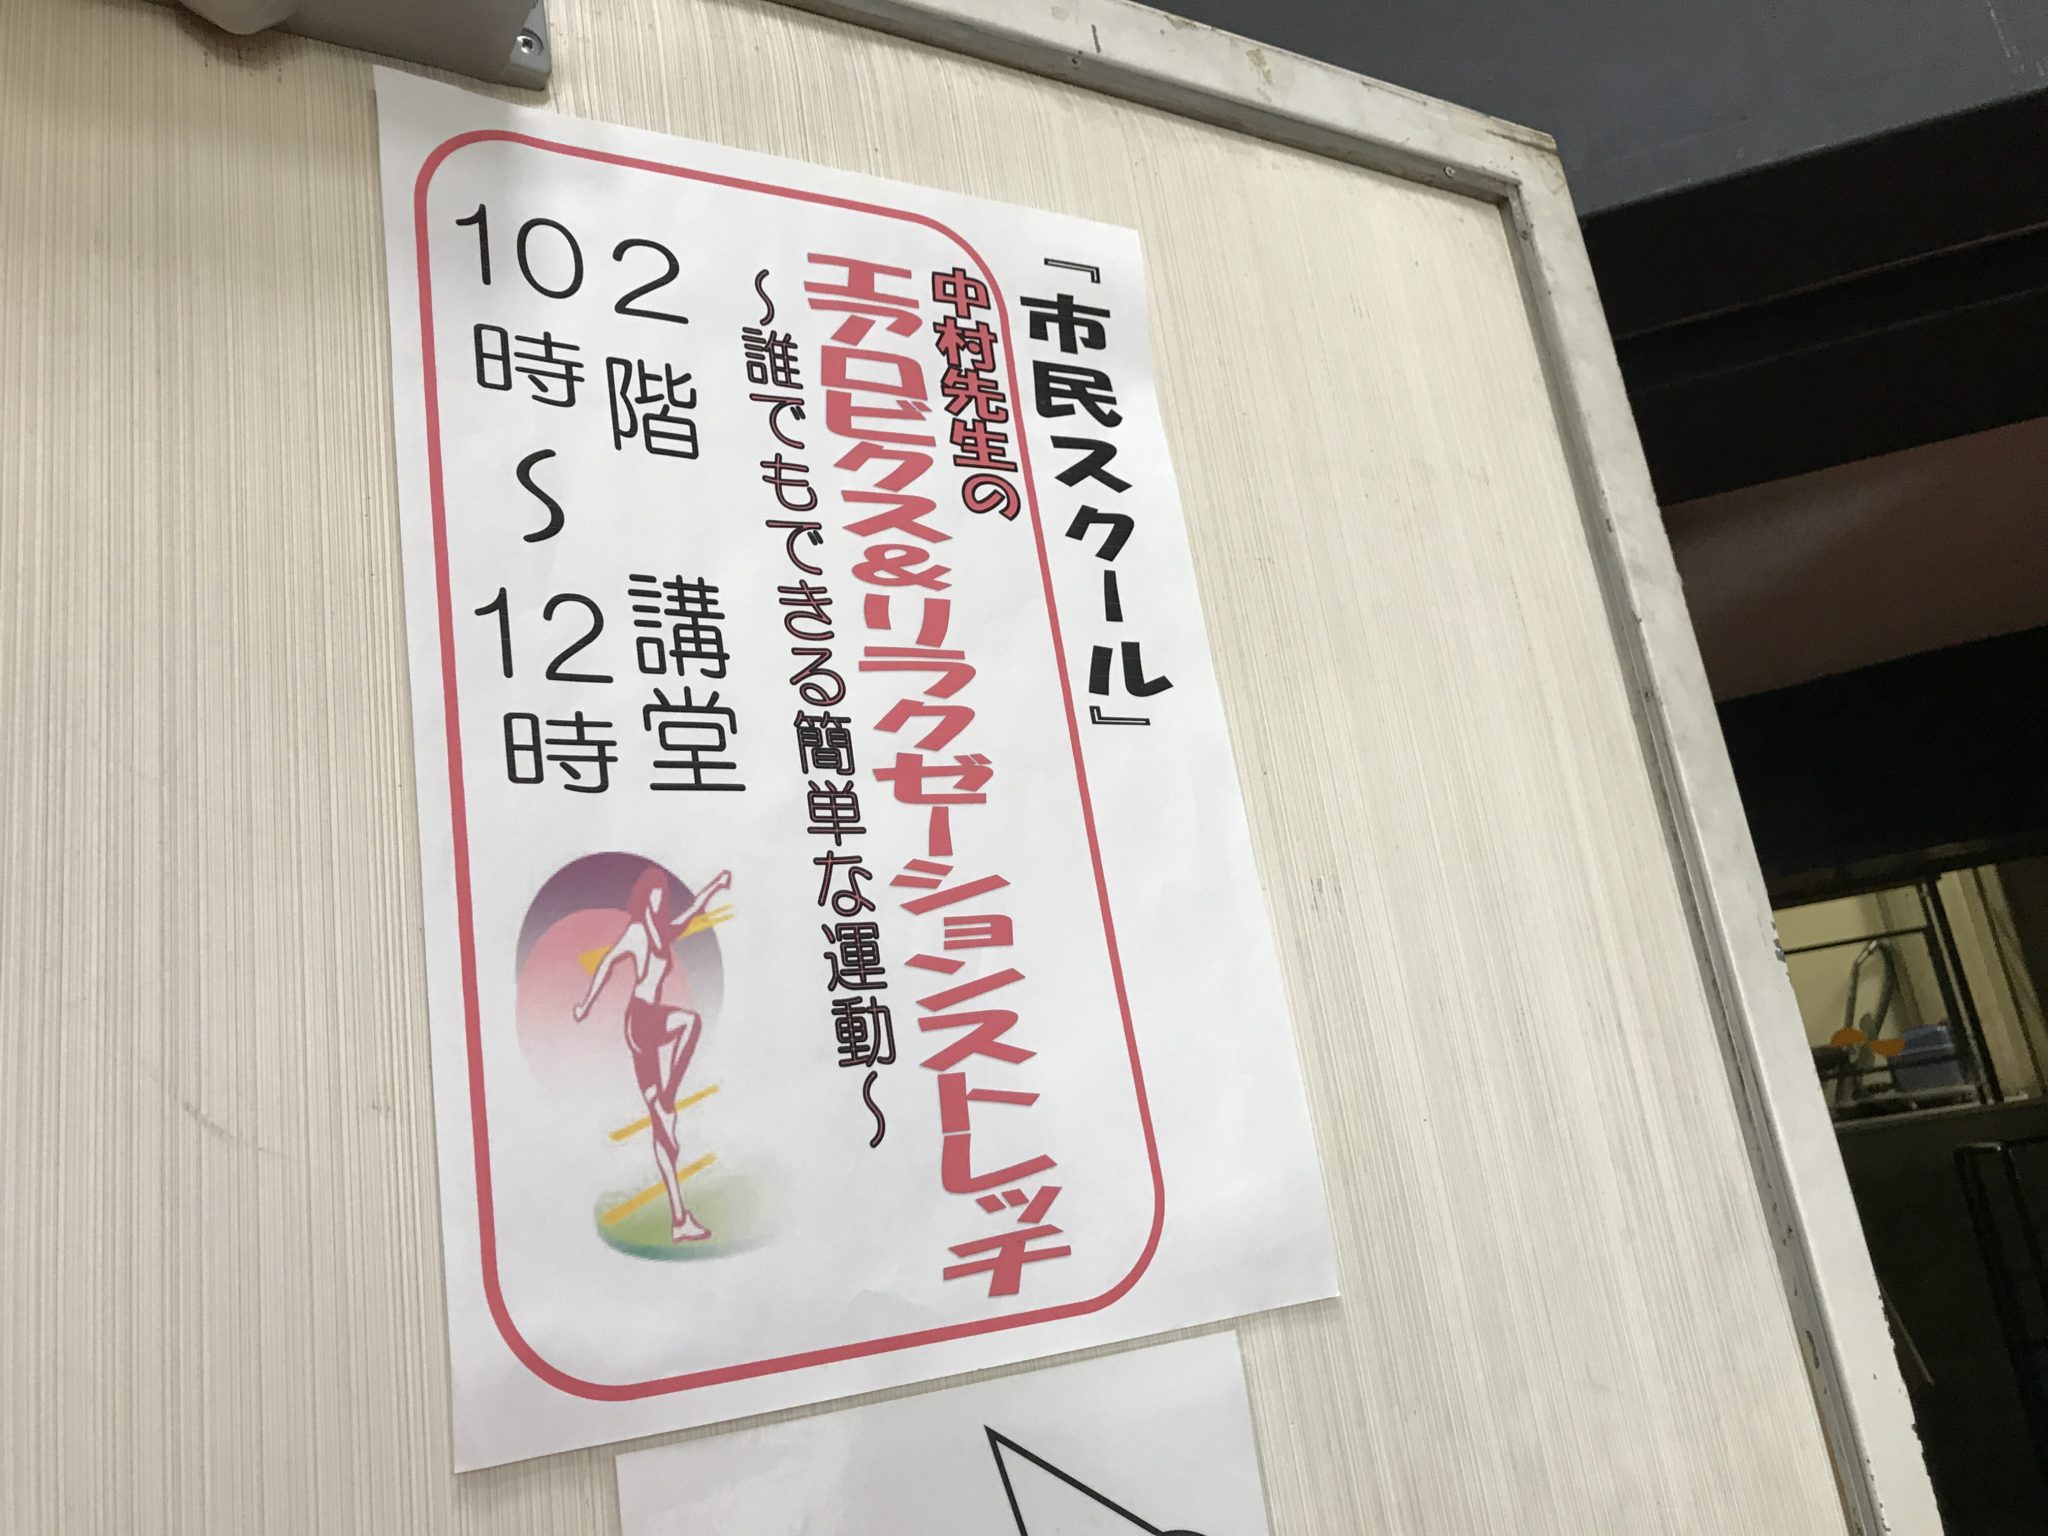 『市民スクール』
中村先生の
エアロビクス&リラクゼーションストレッチ
～誰でもできる簡単な運動～
2階 講堂
10時～12時